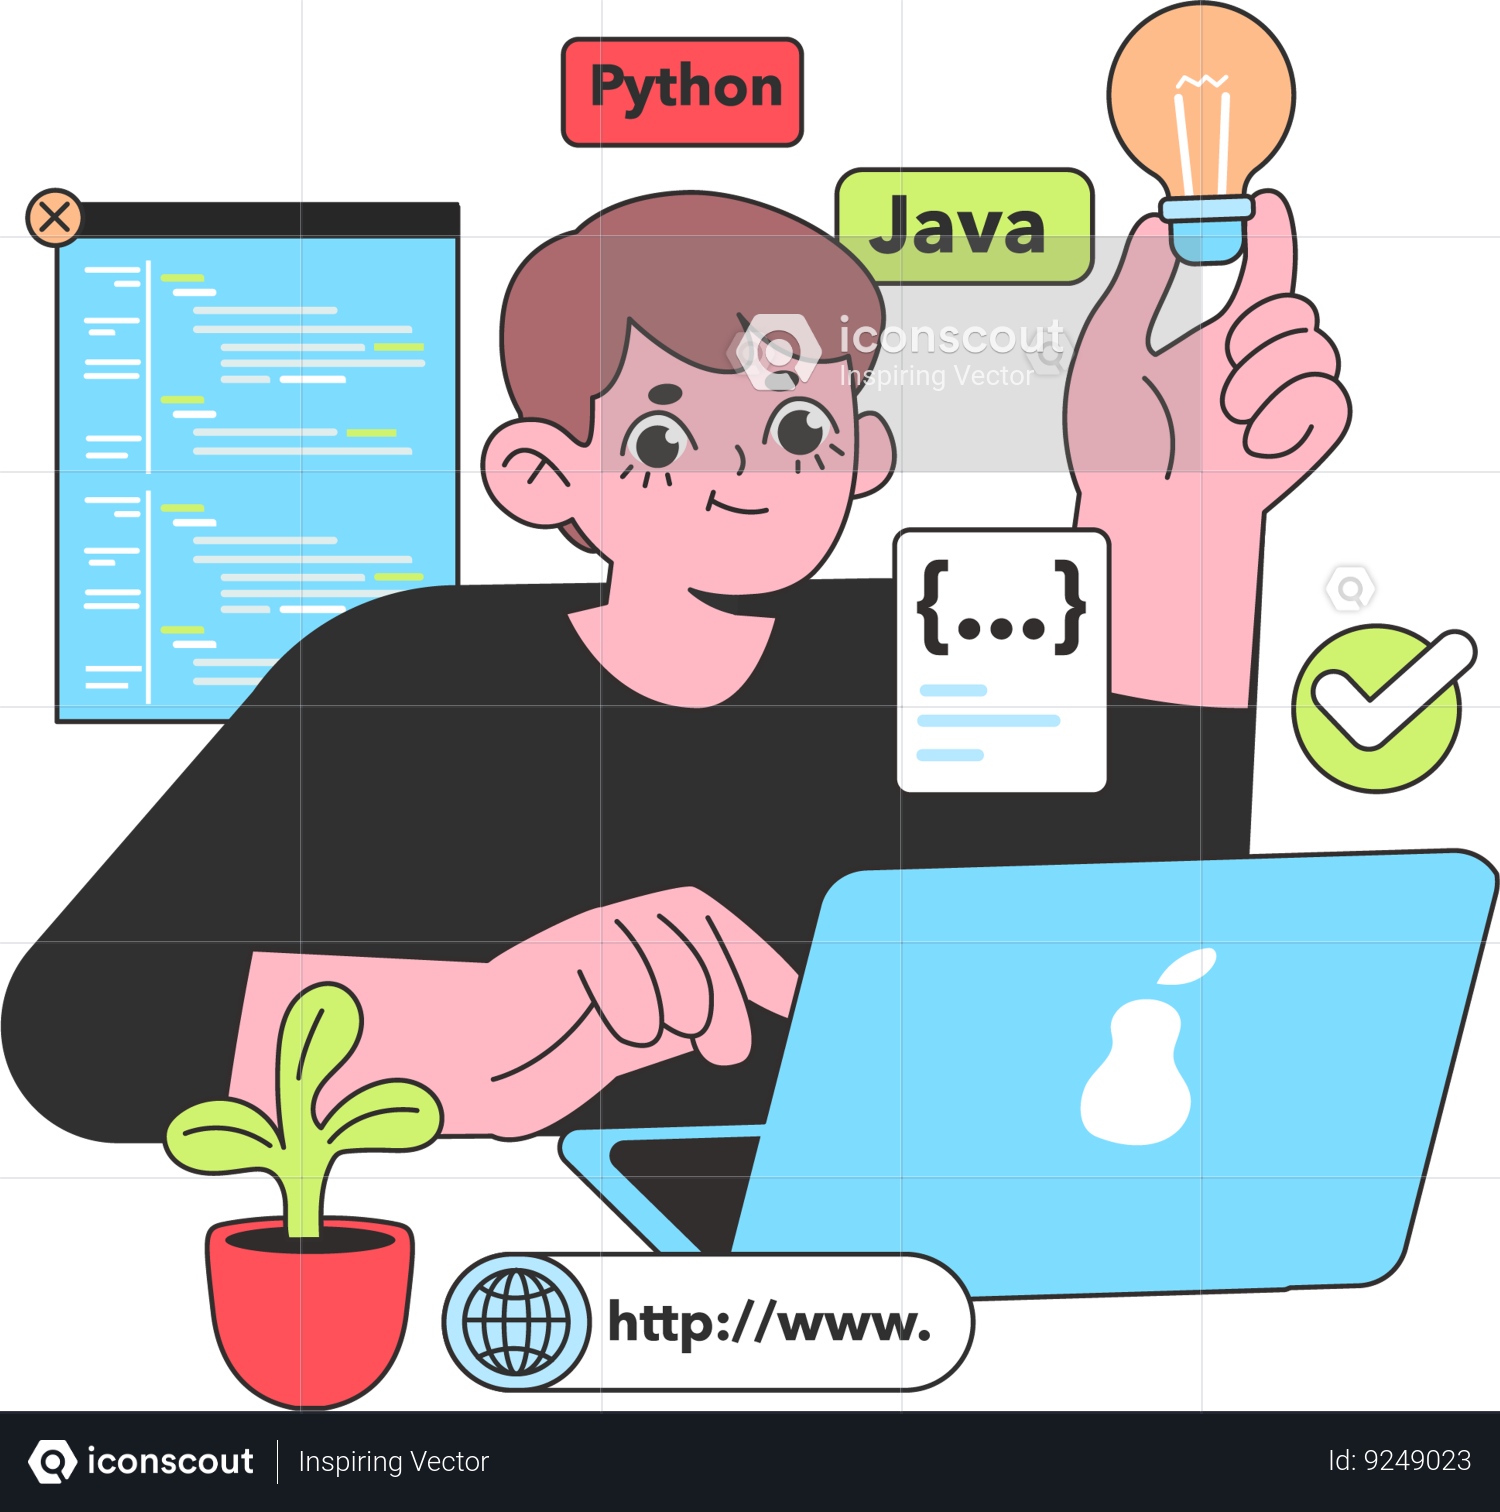 Python
Java
iconscout
Inspiring Vector
{...}
http://www.
iconscout
Inspiring Vector
Id: 9249023